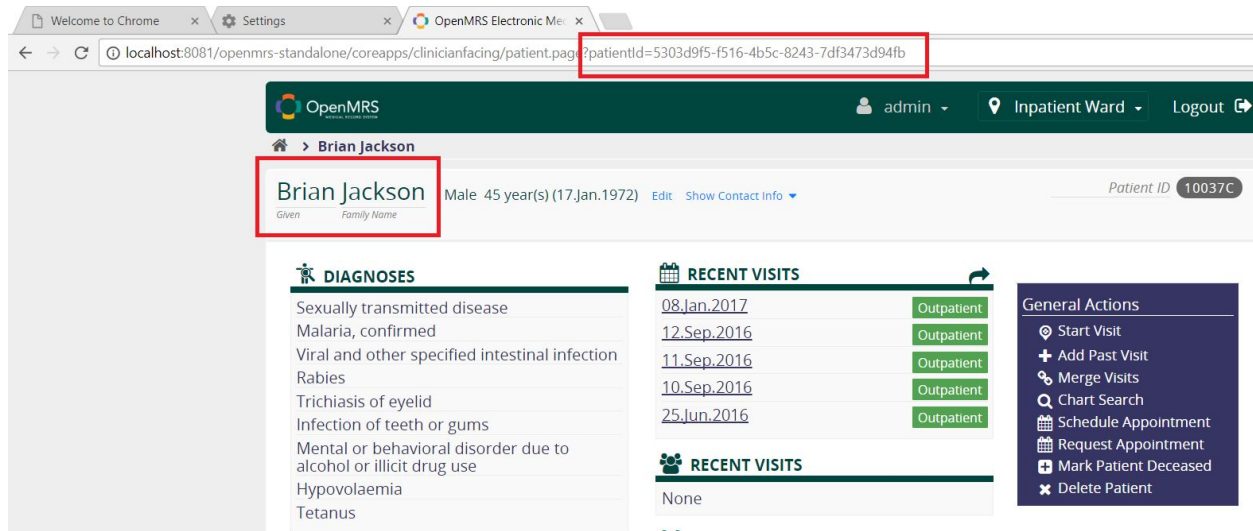 Welcome to Chrome
Settings
OpenMRS Electronic Med
localhost:8081/openmrs-standalone/coreapps/clinicianfacing/patient.page?patientId=5303d9f5-f516-4b5c-8243-7df3473d94fb
OpenMRS
MEDICAL RECORD SYSTEM
admin
Inpatient Ward
Logout
> Brian Jackson
Brian Jackson
Given Family Name
Male 45 year(s) (17.Jan.1972) Edit Show Contact Info
Patient ID 10037C
DIAGNOSES
Sexually transmitted disease
Malaria, confirmed
Viral and other specified intestinal infection
Rabies
Trichiasis of eyelid
Infection of teeth or gums
Mental or behavioral disorder due to
alcohol or illicit drug use
Hypovolaemia
Tetanus
RECENT VISITS
08.Jan.2017 Outpatient
12.Sep.2016 Outpatient
11.Sep.2016 Outpatient
10.Sep.2016 Outpatient
25.Jun.2016 Outpatient
RECENT VISITS
None
General Actions
Start Visit
Add Past Visit
Merge Visits
Chart Search
Schedule Appointment
Request Appointment
Mark Patient Deceased
Delete Patient